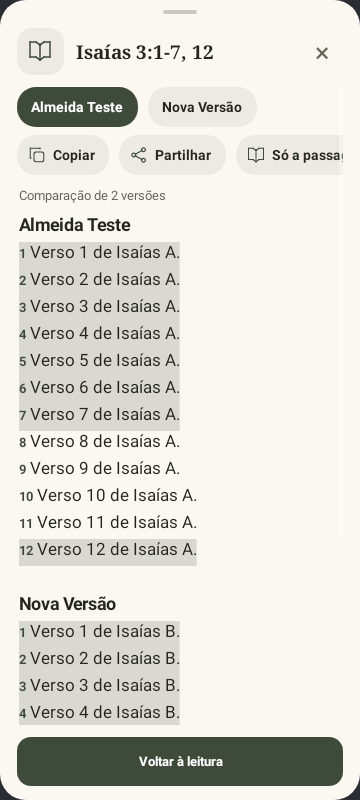 Isaías 3:1-7, 12
Almeida Teste
Nova Versão
Copiar
Partilhar
Só a passag
Comparação de 2 versões
Almeida Teste
1 Verso 1 de Isaías A.
2 Verso 2 de Isaías A.
3 Verso 3 de Isaías A.
4 Verso 4 de Isaías A.
5 Verso 5 de Isaías A.
6 Verso 6 de Isaías A.
7 Verso 7 de Isaías A.
8 Verso 8 de Isaías A.
9 Verso 9 de Isaías A.
10 Verso 10 de Isaías A.
11 Verso 11 de Isaías A.
12 Verso 12 de Isaías A.
Nova Versão
1 Verso 1 de Isaías B.
2 Verso 2 de Isaías B.
3 Verso 3 de Isaías B.
4 Verso 4 de Isaías B.
Voltar à leitura